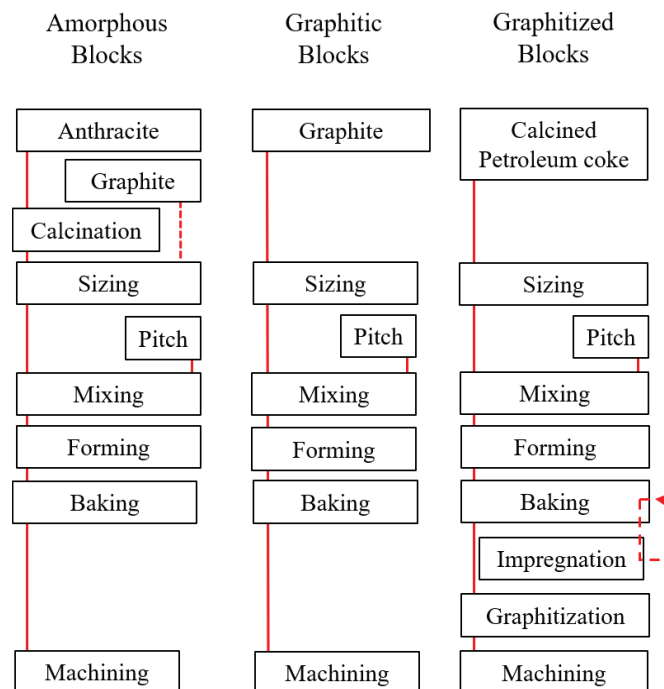 Amorphous
Blocks
Anthracite
Graphite
Calcination
Sizing
Pitch
Mixing
Forming
Baking
Machining
Graphitic
Blocks
Graphite
Sizing
Pitch
Mixing
Forming
Baking
Machining
Graphitized Blocks
Calcined
Petroleum coke
Sizing
Pitch
Mixing
Forming
Baking
Impregnation
Graphitization
Machining